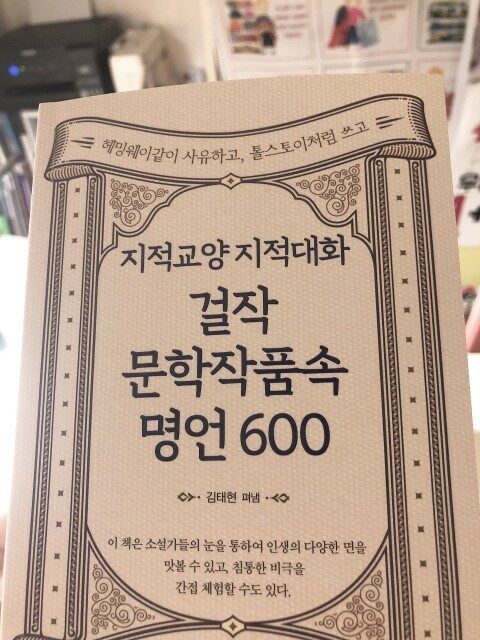 헤밍웨이같이 사유하고, 톨스토이처럼 쓰고
지적교양 지적대화
걸작
문학작품속
명언 600
김태현 펴냄
이 책은 소설가들의 눈을 통하여 인생의 다양한 면을
맛볼 수 있고, 침통한 비극을
간접 체험할 수도 있다.